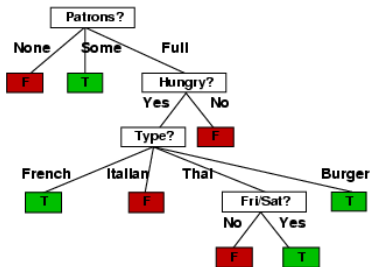 Patrons?
None Some Full
F T Hungry?
Yes No
Type? F
French Italian Thai Burger
T F Fri/Sat? T
No Yes
F T